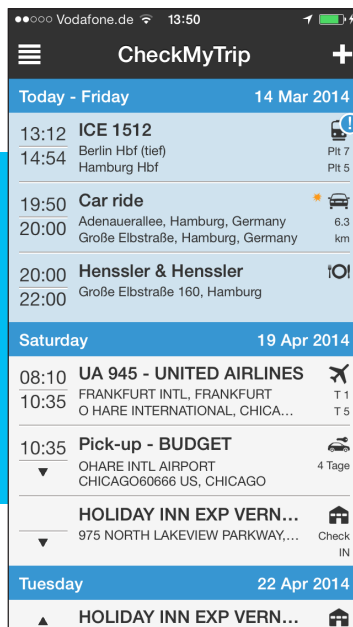 Vodafone.de 13:50
CheckMyTrip
Today - Friday 14 Mar 2014
13:12 ICE 1512
14:54 Berlin Hbf (tief) Plt 7
Hamburg Hbf Plt 5
19:50 Car ride
20:00 Adenauerallee, Hamburg, Germany 6.3
Große Elbstraße, Hamburg, Germany km
20:00 Henssler & Henssler
22:00 Große Elbstraße 160, Hamburg
Saturday 19 Apr 2014
08:10 UA 945 - UNITED AIRLINES
10:35 FRANKFURT INTL, FRANKFURT T 1
O HARE INTERNATIONAL, CHICA... T 5
10:35 Pick-up - BUDGET
OHARE INTL AIRPORT 4 Tage
CHICAGO60666 US, CHICAGO
HOLIDAY INN EXP VERN...
975 NORTH LAKEVIEW PARKWAY,... Check
IN
Tuesday 22 Apr 2014
HOLIDAY INN EXP VERN...